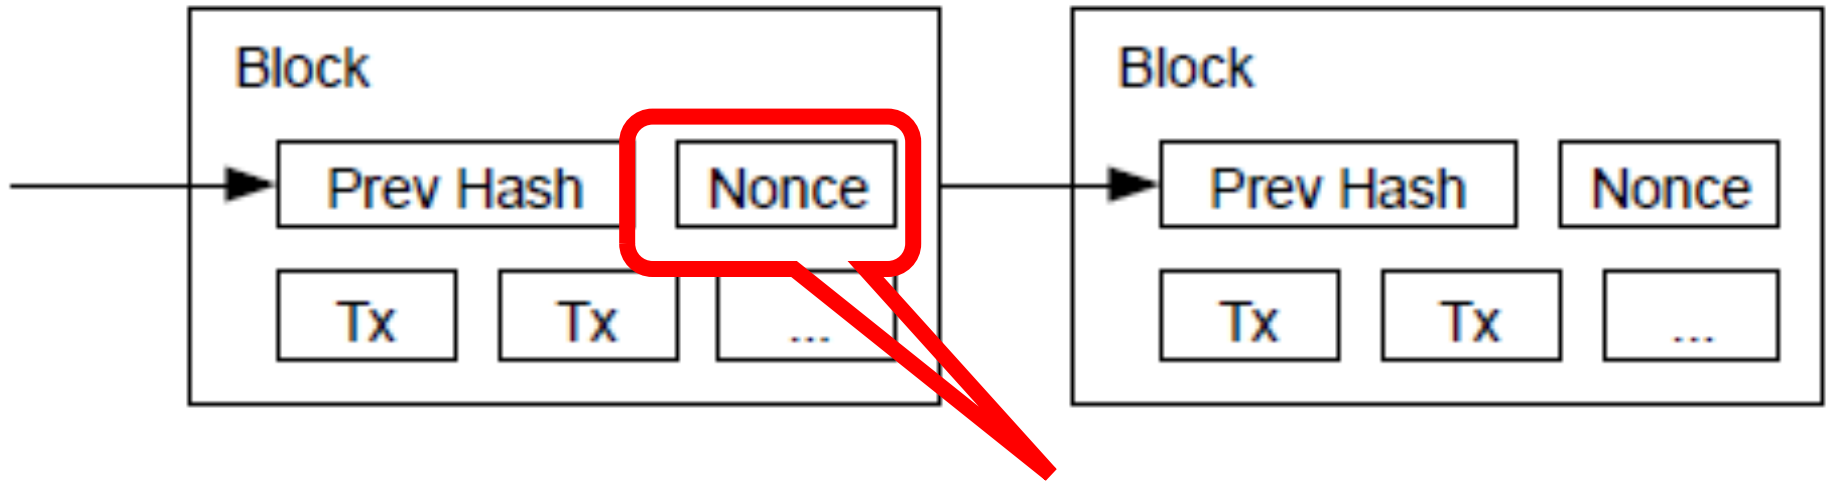 Block
Prev Hash
Nonce
Tx
Tx
...
Block
Prev Hash
Nonce
Tx
Tx
...